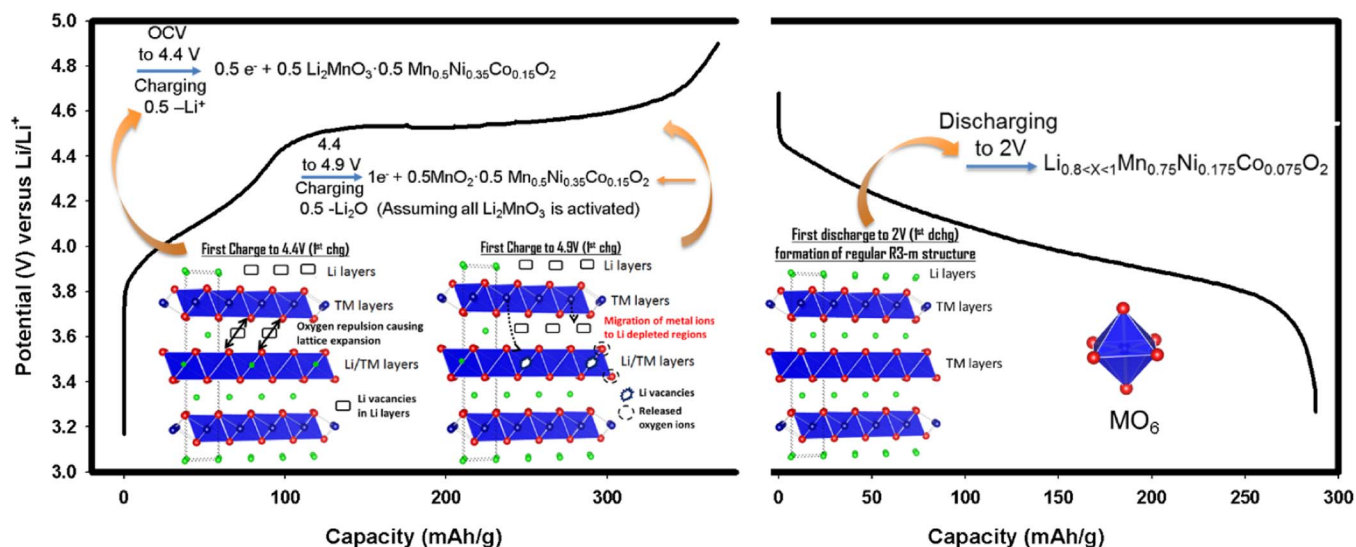 Potential (V) versus Li/Li⁺
5.0
4.8
4.6
4.4
4.2
4.0
3.8
3.6
3.4
3.2
3.0
OCV
to 4.4 V
Charging
0.5 –Li⁺
0.5 e⁻ + 0.5 Li₂MnO₃·0.5 Mn₀.₅Ni₀.₃₅Co₀.₁₅O₂
4.4
to 4.9 V
Charging
1e⁻ + 0.5MnO₂·0.5 Mn₀.₅Ni₀.₃₅Co₀.₁₅O₂
0.5 -Li₂O (Assuming all Li₂MnO₃ is activated)
First Charge to 4.4V (1ˢᵗ chg)
Li layers
TM layers
Oxygen repulsion causing
lattice expansion
Li/TM layers
Li vacancies
in Li layers
First Charge to 4.9V (1ˢᵗ chg)
Li layers
TM layers
Migration of metal ions
to Li depleted regions
Li/TM layers
Li vacancies
Released
oxygen ions
0
100
200
300
Capacity (mAh/g)
Discharging
to 2V
Li₀.₈<X<₁Mn₀.₇₅Ni₀.₁₇₅Co₀.₀₇₅O₂
First discharge to 2V (1ˢᵗ dchg)
formation of regular R3-m structure
Li layers
TM layers
TM layers
MO₆
0
50
100
150
200
250
300
Capacity (mAh/g)